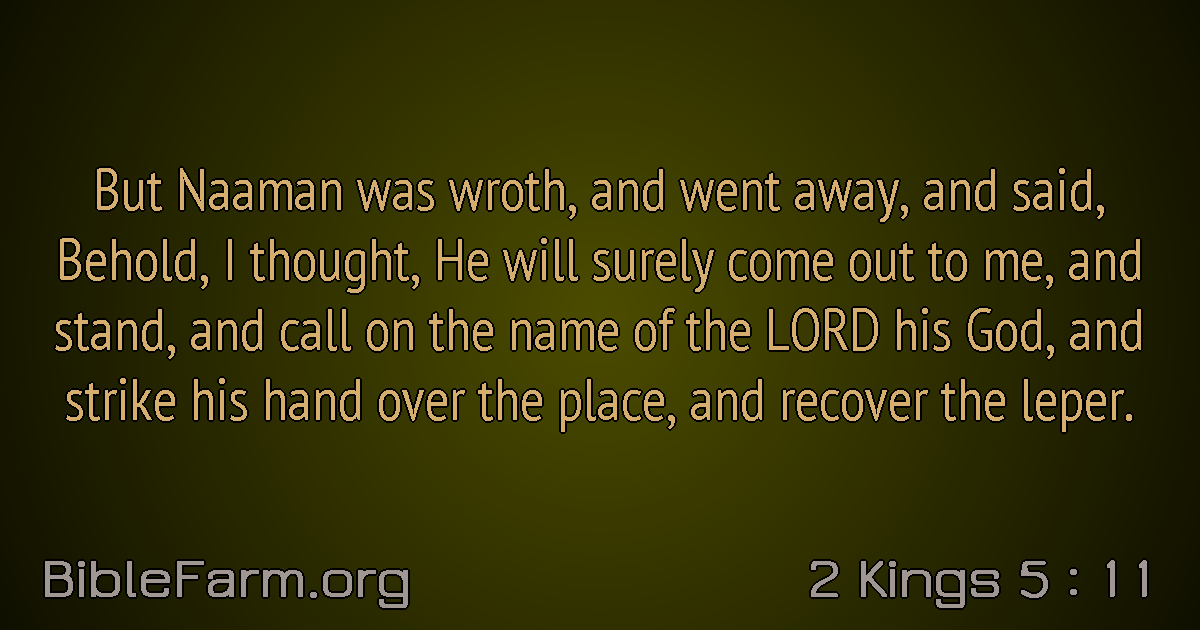 But Naaman was wroth, and went away, and said,
Behold, I thought, He will surely come out to me, and
stand, and call on the name of the LORD his God, and
strike his hand over the place, and recover the leper.
BibleFarm.org
2 Kings 5 : 11